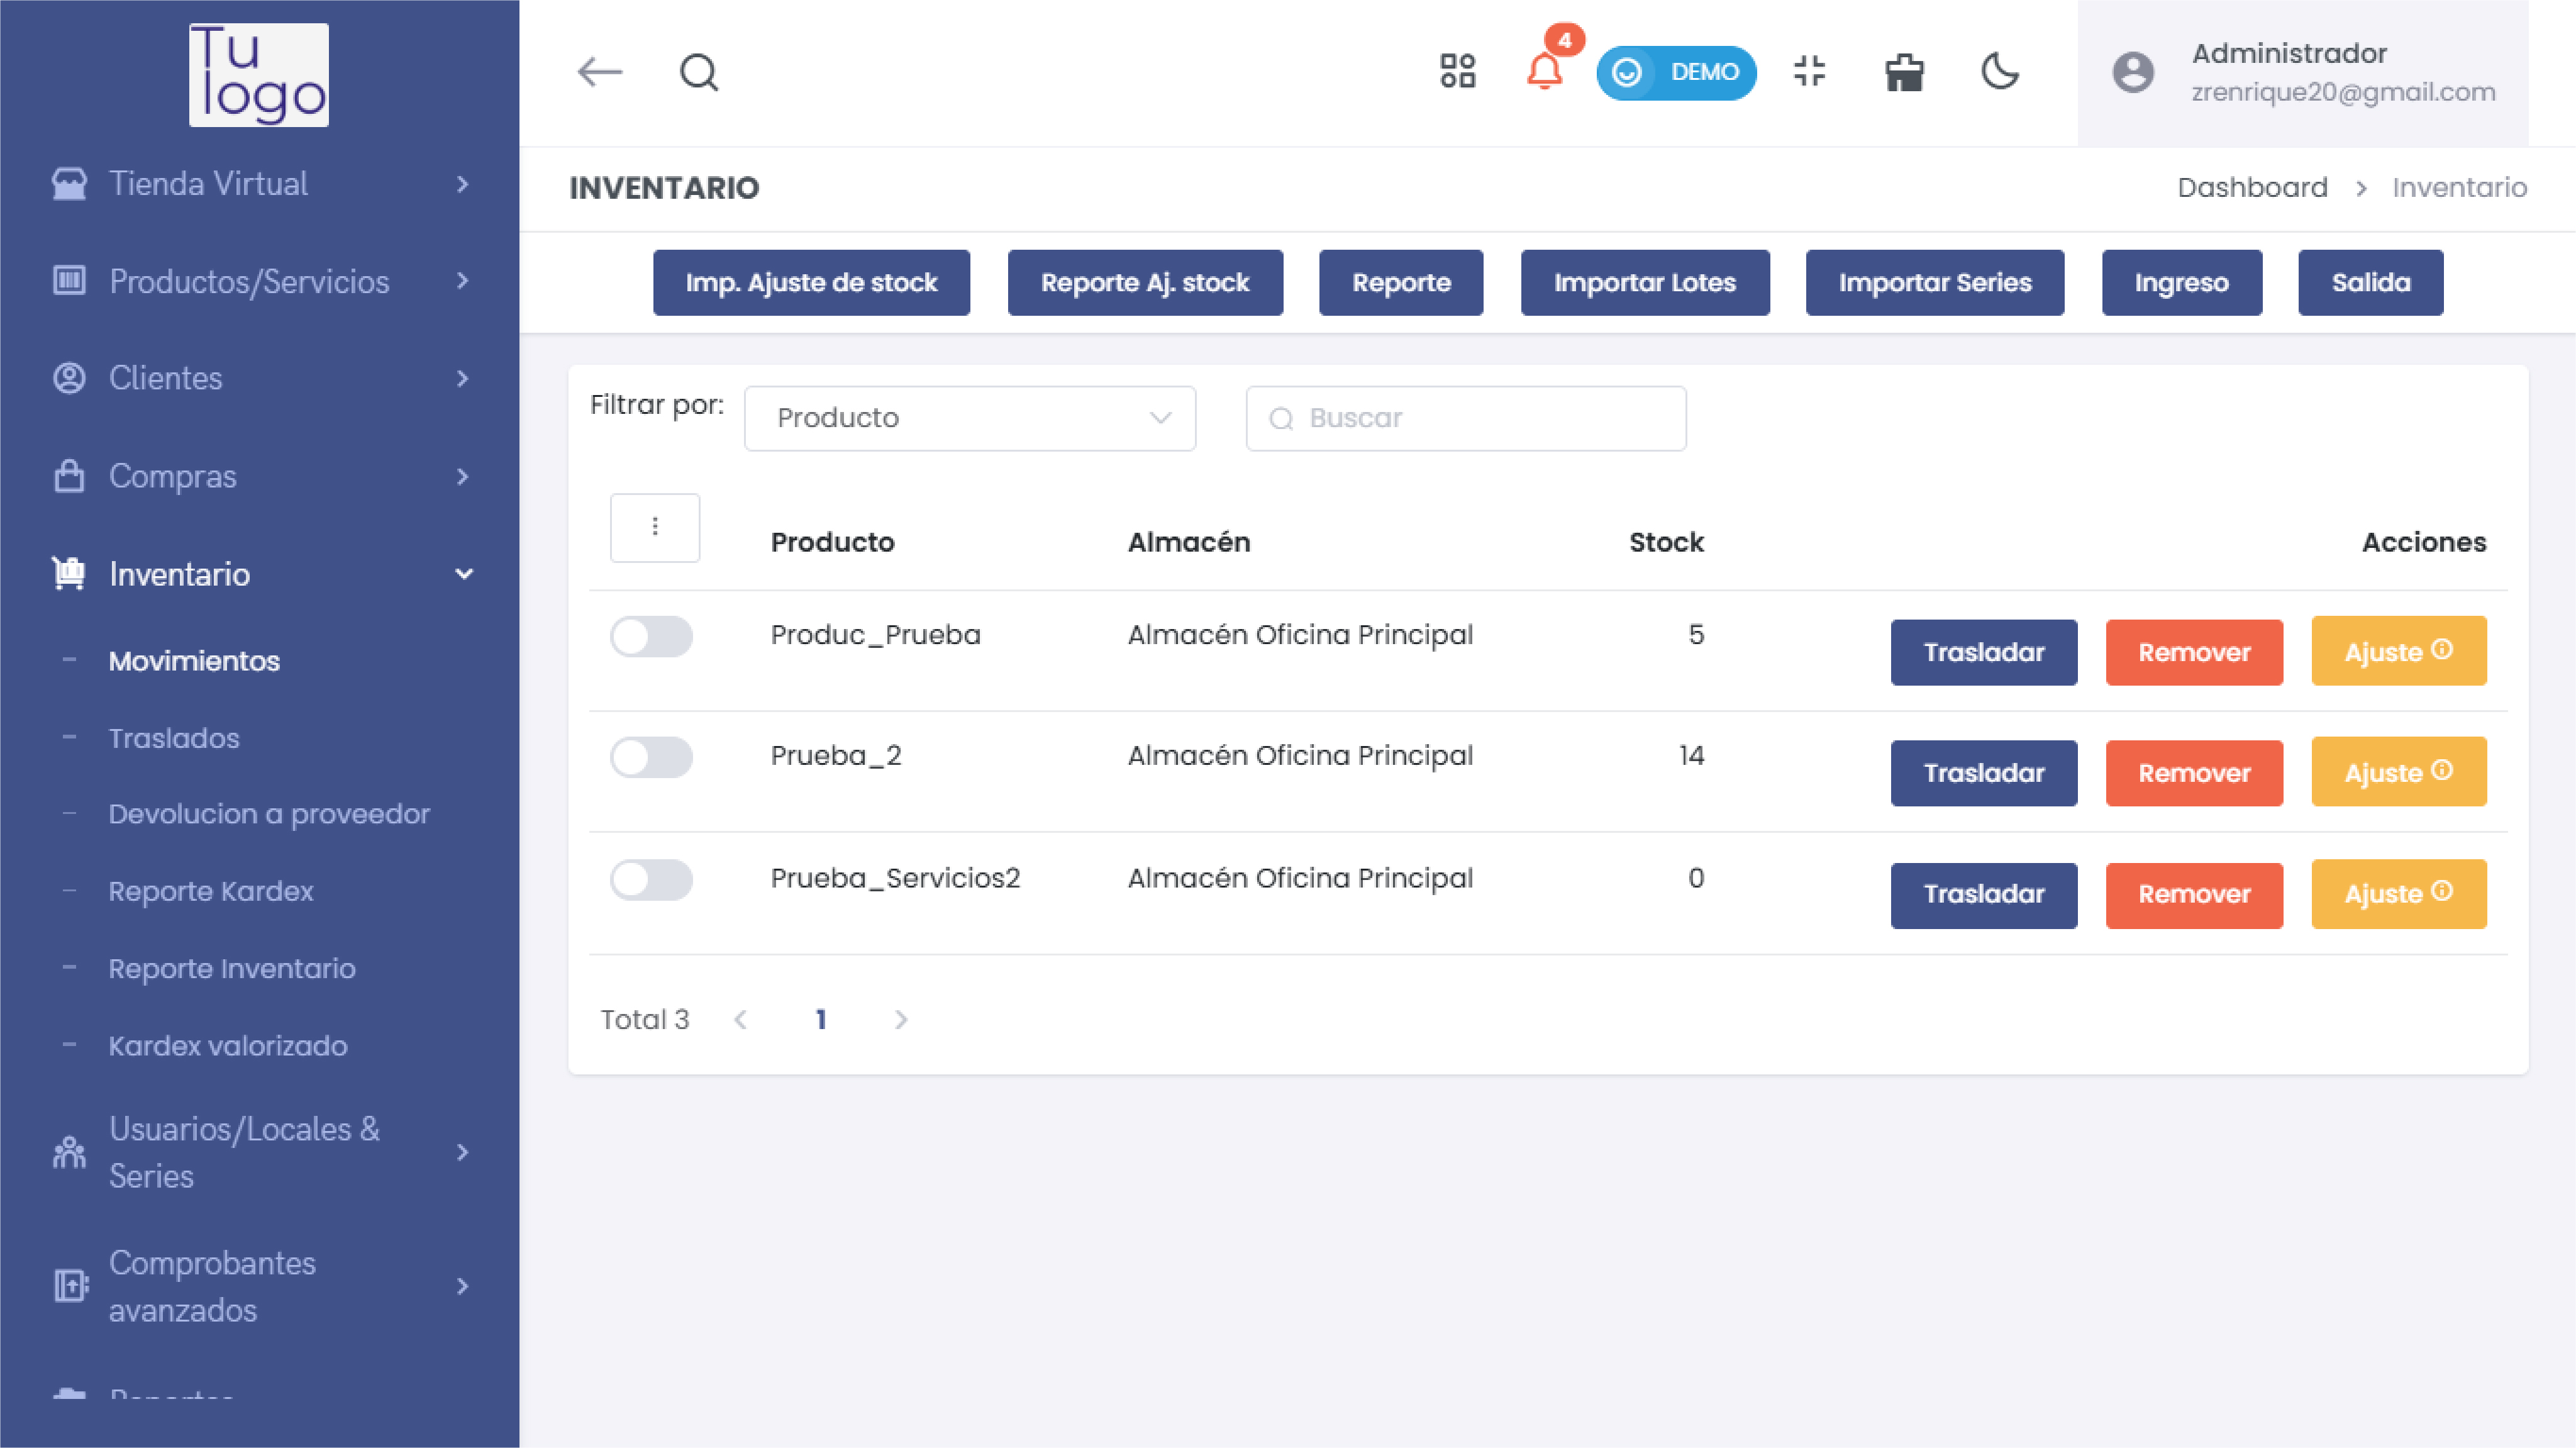 Tu
logo
Tienda Virtual
Productos/Servicios
Clientes
Compras
Inventario
Movimientos
Traslados
Devolucion a proveedor
Reporte Kardex
Reporte Inventario
Kardex valorizado
Usuarios/Locales &
Series
Comprobantes
avanzados
4
DEMO
Administrador
zrenrique20@gmail.com
INVENTARIO
Dashboard > Inventario
Imp. Ajuste de stock Reporte Aj. stock Reporte Importar Lotes Importar Series Ingreso Salida
Filtrar por: Producto Buscar
Producto Almacén Stock Acciones
Produc_Prueba Almacén Oficina Principal 5 Trasladar Remover Ajuste
Prueba_2 Almacén Oficina Principal 14 Trasladar Remover Ajuste
Prueba_Servicios2 Almacén Oficina Principal 0 Trasladar Remover Ajuste
Total 3 < 1 >